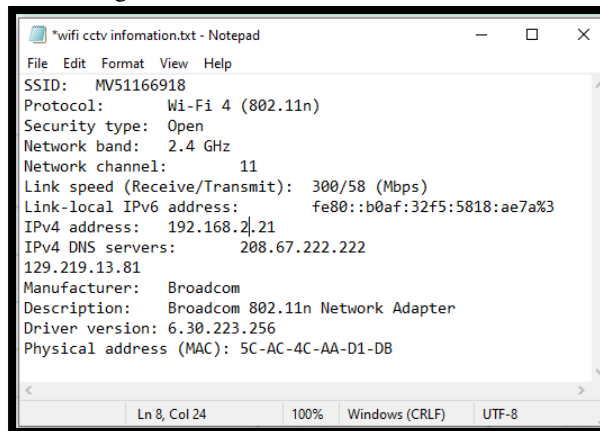 *wifi cctv infomation.txt - Notepad
File Edit Format View Help
SSID: MV51166918
Protocol: Wi-Fi 4 (802.11n)
Security type: Open
Network band: 2.4 GHz
Network channel: 11
Link speed (Receive/Transmit): 300/58 (Mbps)
Link-local IPv6 address: fe80::b0af:32f5:5818:ae7a%3
IPv4 address: 192.168.2.21
IPv4 DNS servers: 208.67.222.222
129.219.13.81
Manufacturer: Broadcom
Description: Broadcom 802.11n Network Adapter
Driver version: 6.30.223.256
Physical address (MAC): 5C-AC-4C-AA-D1-DB
Ln 8, Col 24 100% Windows (CRLF) UTF-8